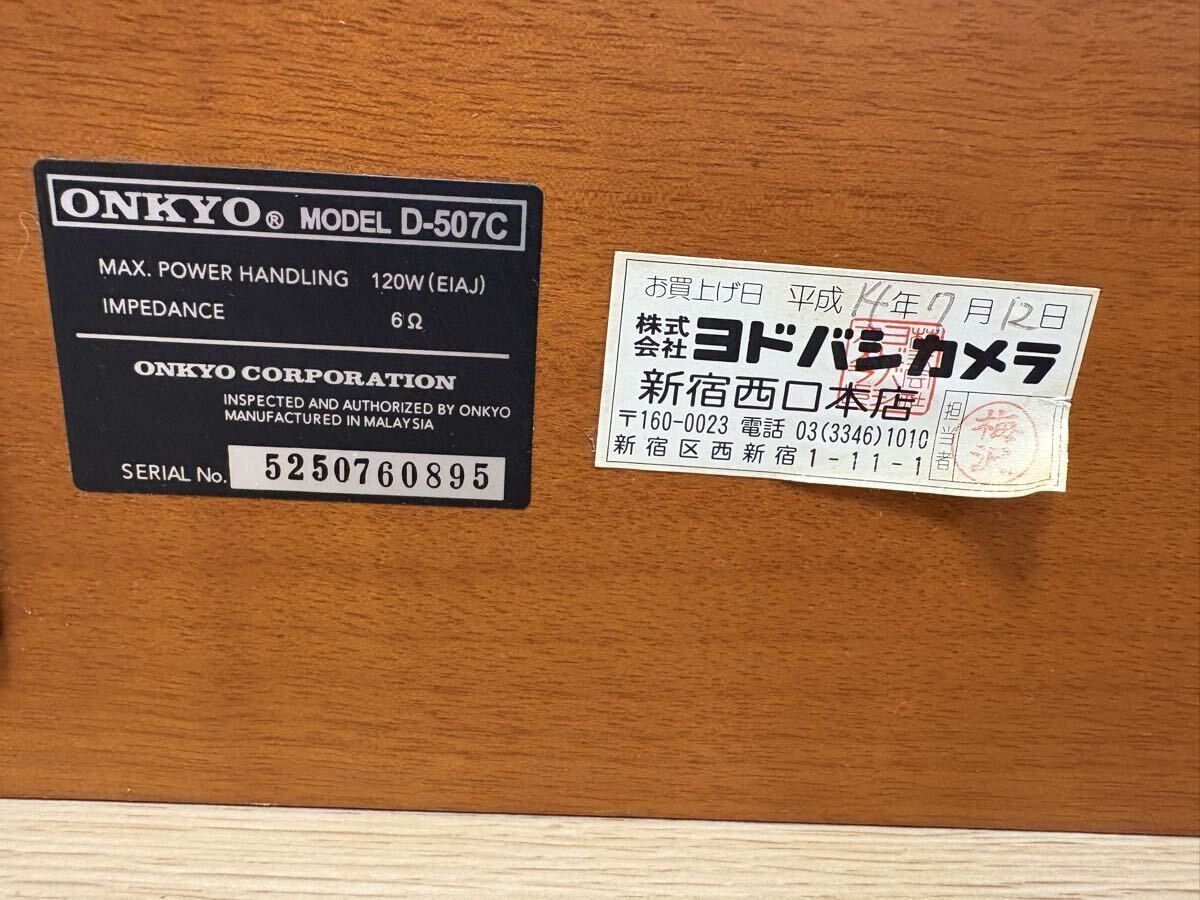 ONKYO® MODEL D-507C
MAX. POWER HANDLING 120W(EIAJ)
IMPEDANCE 6Ω
ONKYO CORPORATION
INSPECTED AND AUTHORIZED BY ONKYO
MANUFACTURED IN MALAYSIA
SERIAL No. 5250760895
お買上げ日 平成14年7月12日
株式会社 ヨドバシカメラ
新宿西口本店
〒160-0023 電話 03(3346)1010
新宿区西新宿1-11-1
担当者
梅沢